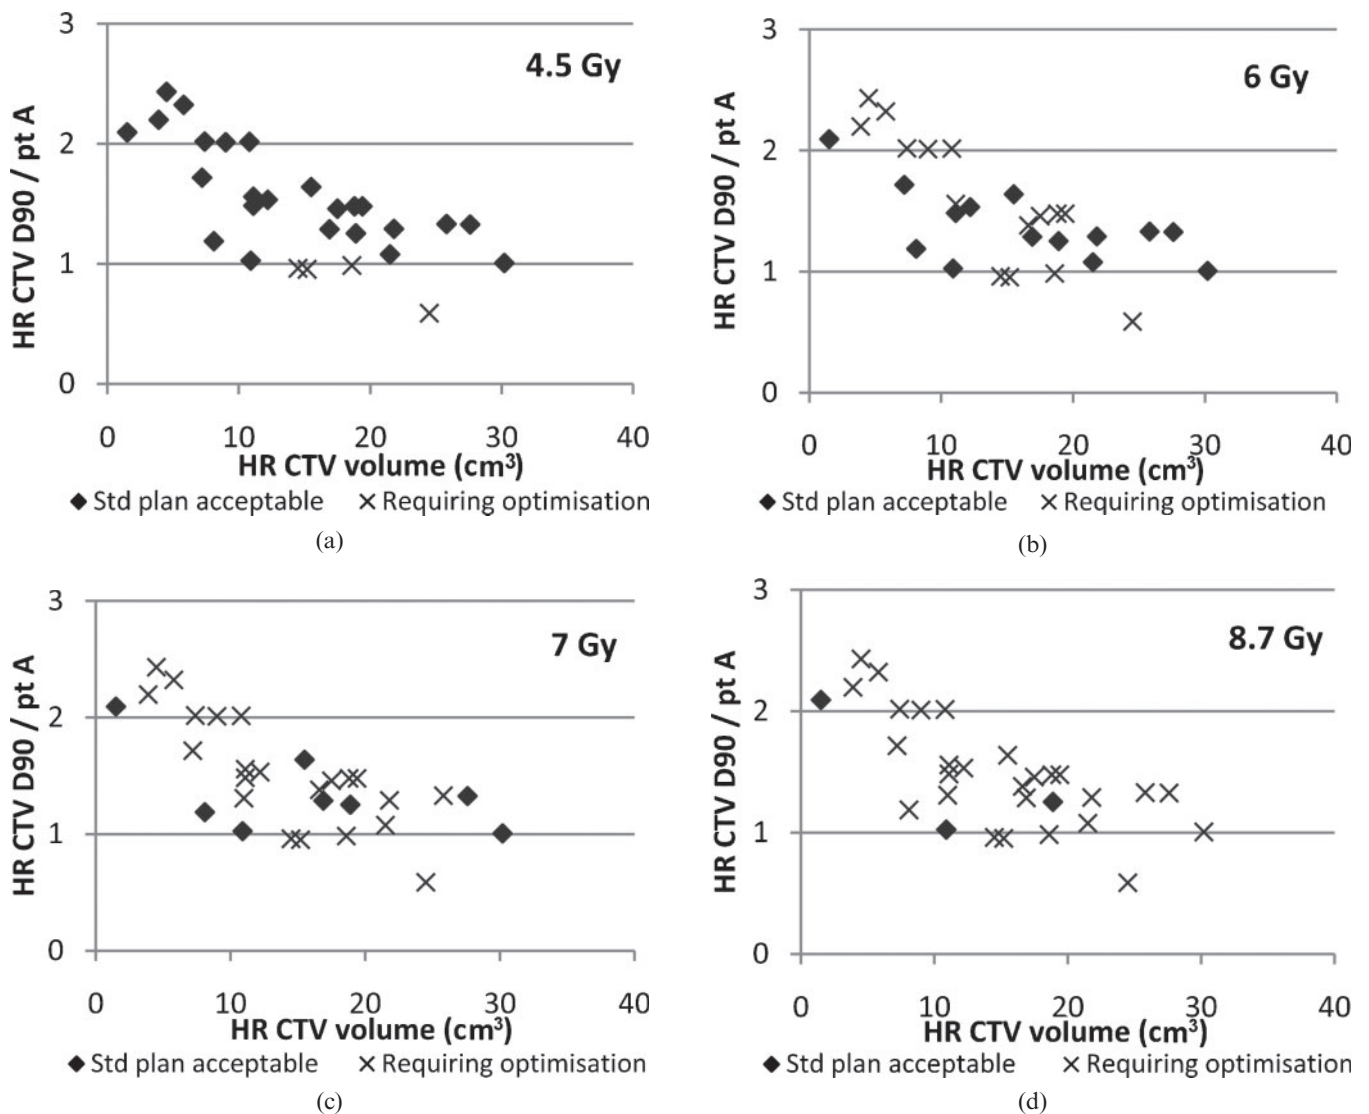 3
2
1
0
HR CTV D90 / pt A
4.5 Gy
0 10 20 30 40
HR CTV volume (cm³)
◆ Std plan acceptable × Requiring optimisation
(a)
3
2
1
0
HR CTV D90 / pt A
6 Gy
0 10 20 30 40
HR CTV volume (cm³)
◆ Std plan acceptable × Requiring optimisation
(b)
3
2
1
0
HR CTV D90 / pt A
7 Gy
0 10 20 30 40
HR CTV volume (cm³)
◆ Std plan acceptable × Requiring optimisation
(c)
3
2
1
0
HR CTV D90 / pt A
8.7 Gy
0 10 20 30 40
HR CTV volume (cm³)
◆ Std plan acceptable × Requiring optimisation
(d)